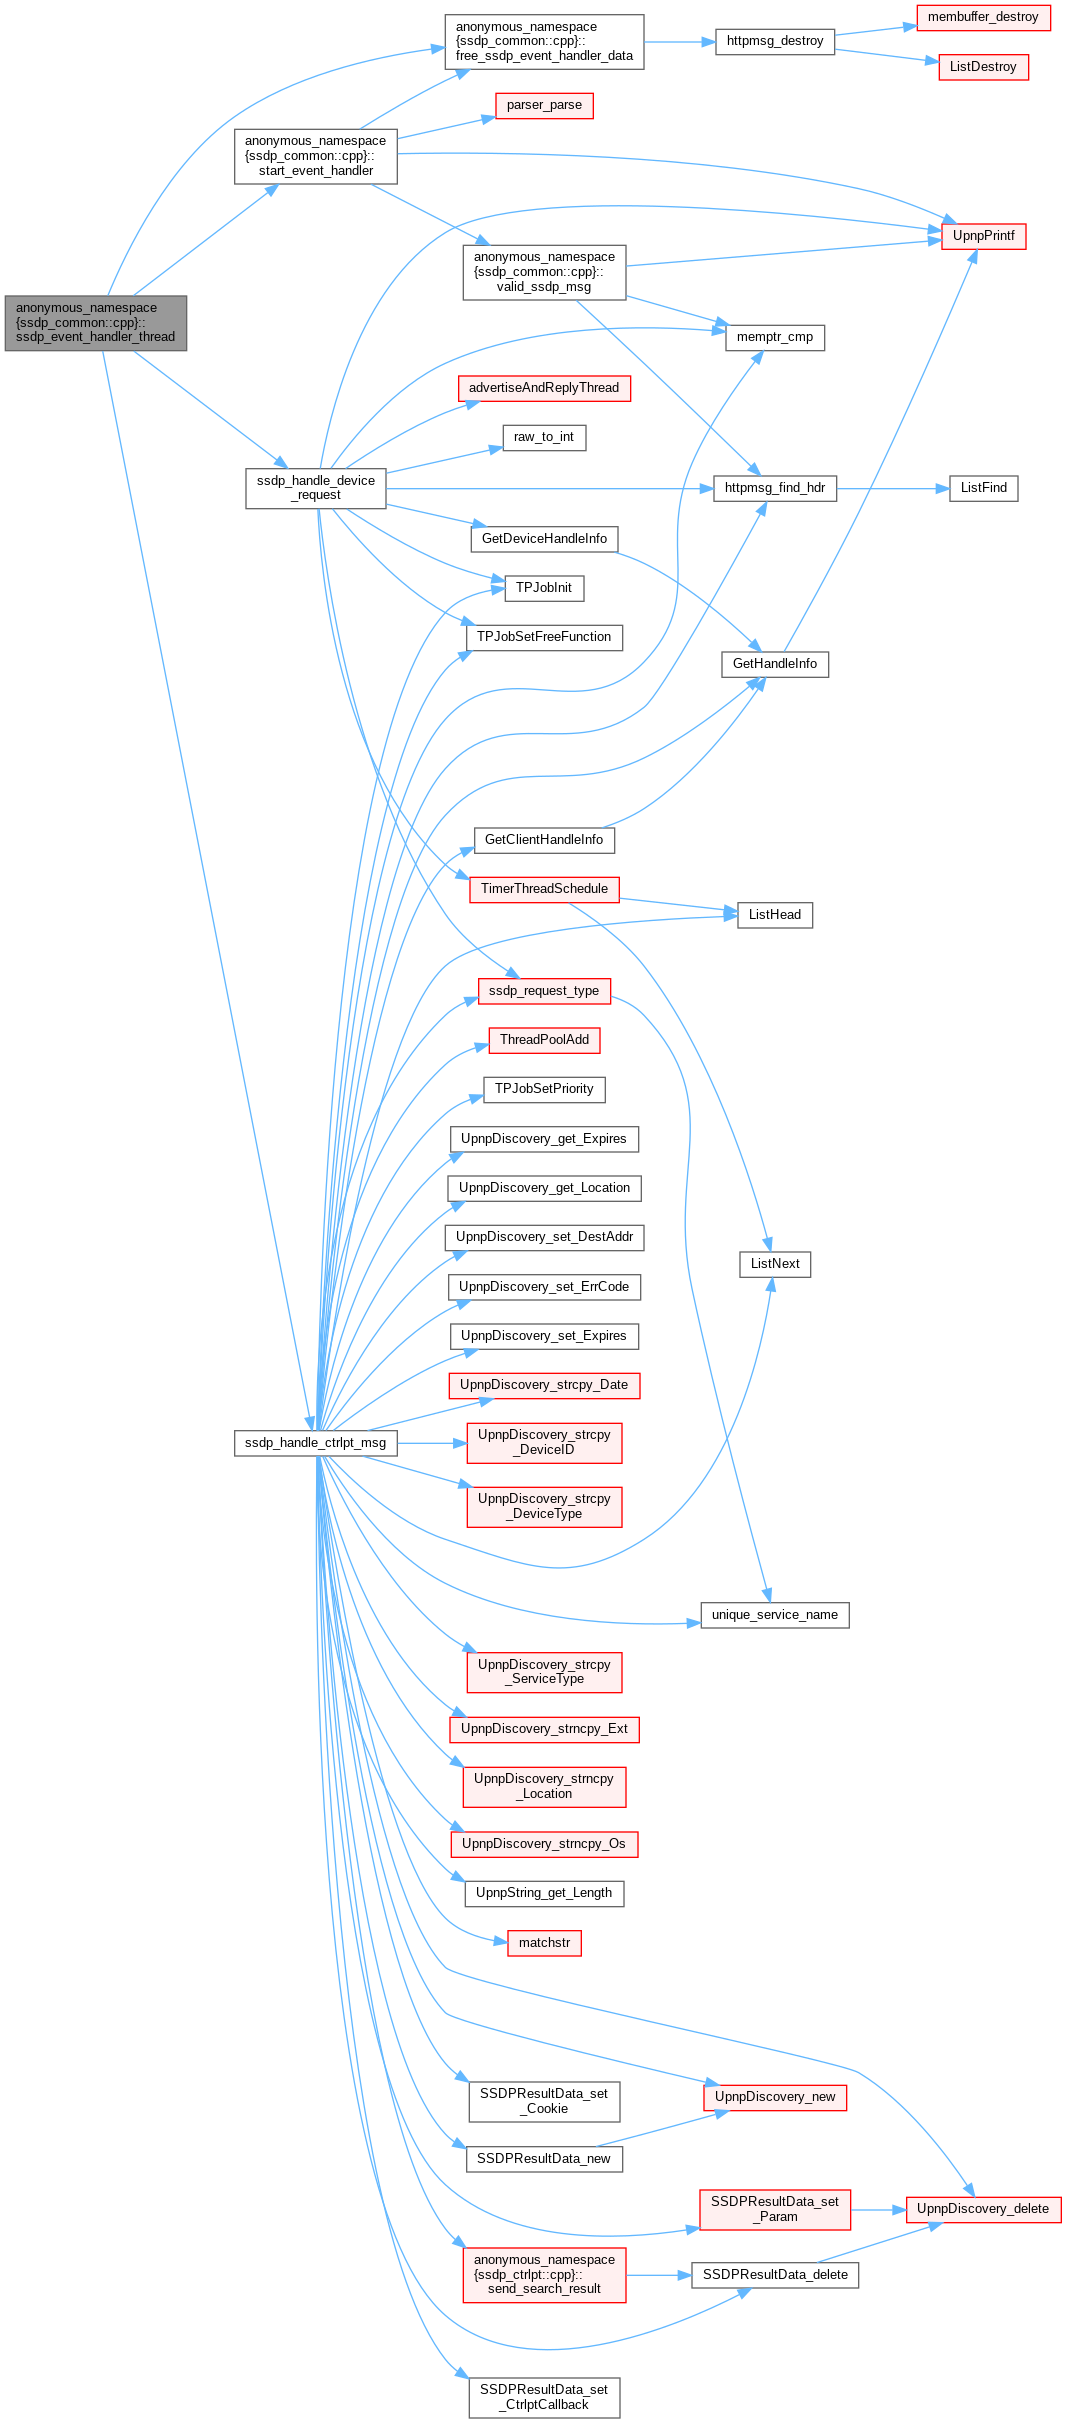 anonymous_namespace
{ssdp_common::cpp}::
free_ssdp_event_handler_data
httpmsg_destroy
membuffer_destroy
ListDestroy
parser_parse
anonymous_namespace
{ssdp_common::cpp}::
start_event_handler
UpnpPrintf
anonymous_namespace
{ssdp_common::cpp}::
valid_ssdp_msg
anonymous_namespace
{ssdp_common::cpp}::
ssdp_event_handler_thread
memptr_cmp
advertiseAndReplyThread
raw_to_int
ssdp_handle_device
_request
httpmsg_find_hdr
ListFind
GetDeviceHandleInfo
TPJobInit
TPJobSetFreeFunction
GetHandleInfo
GetClientHandleInfo
TimerThreadSchedule
ListHead
ssdp_request_type
ThreadPoolAdd
TPJobSetPriority
UpnpDiscovery_get_Expires
UpnpDiscovery_get_Location
UpnpDiscovery_set_DestAddr
ListNext
UpnpDiscovery_set_ErrCode
UpnpDiscovery_set_Expires
UpnpDiscovery_strcpy_Date
ssdp_handle_ctrlpt_msg
UpnpDiscovery_strcpy
_DeviceID
UpnpDiscovery_strcpy
_DeviceType
unique_service_name
UpnpDiscovery_strcpy
_ServiceType
UpnpDiscovery_strncpy_Ext
UpnpDiscovery_strncpy
_Location
UpnpDiscovery_strncpy_Os
UpnpString_get_Length
matchstr
SSDPResultData_set
_Cookie
UpnpDiscovery_new
SSDPResultData_new
SSDPResultData_set
_Param
UpnpDiscovery_delete
anonymous_namespace
{ssdp_ctrlpt::cpp}::
send_search_result
SSDPResultData_delete
SSDPResultData_set
_CtrlptCallback